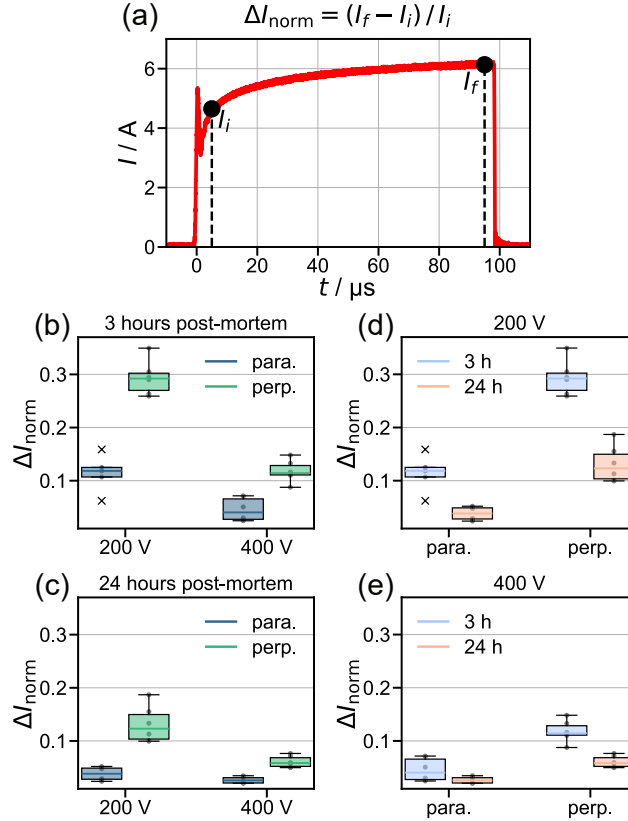 (a)
ΔI_norm = (I_f − I_i) / I_i
6
4
2
0
I / A
I_i
I_f
0 20 40 60 80 100
t / μs
(b)
3 hours post-mortem
para.
perp.
0.3
0.2
0.1
ΔI_norm
200 V 400 V
(d)
200 V
3 h
24 h
0.3
0.2
0.1
ΔI_norm
para. perp.
(c)
24 hours post-mortem
para.
perp.
0.3
0.2
0.1
ΔI_norm
200 V 400 V
(e)
400 V
3 h
24 h
0.3
0.2
0.1
ΔI_norm
para. perp.